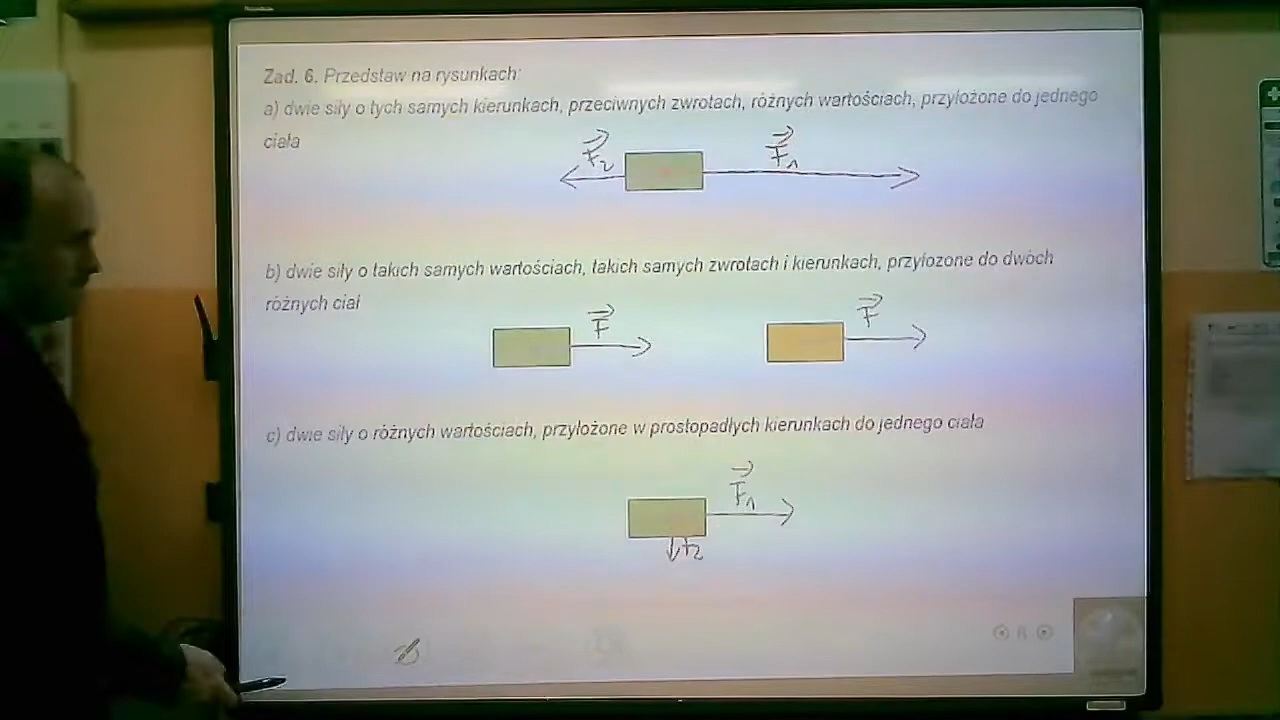 Zad. 6. Przedstaw na rysunkach:
a) dwie siły o tych samych kierunkach, przeciwnych zwrotach, różnych wartościach, przyłożone do jednego
ciała
F₂ F₁
b) dwie siły o takich samych wartościach, takich samych zwrotach i kierunkach, przyłożone do dwóch
różnych ciał
F F
c) dwie siły o różnych wartościach, przyłożone w prostopadłych kierunkach do jednego ciała
F₁
F₂
6